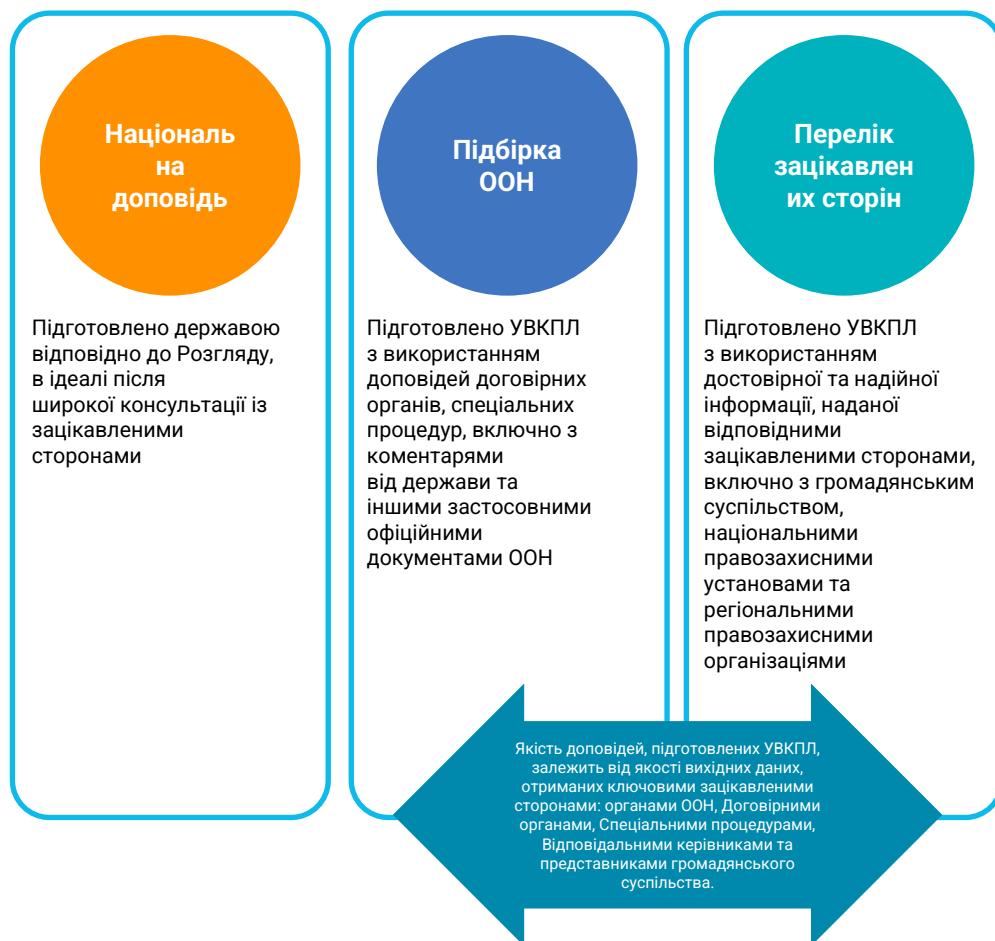 Націоналъ
на
доповідь
Підготовлено державою
відповідно до Розгляду,
в ідеалі після
широкої консультації із
зацікавленими
сторонами
Підбірка
ООН
Підготовлено УВКПЛ
з використанням
доповідей договірних
органів, спеціальних
процедур, включно з
коментарями
від держави та
іншими застосовними
офіційними
документами ООН
Перелік
зацікавлен
их сторін
Підготовлено УВКПЛ
з використанням
достовірної та надійної
інформації, наданої
відповідними
зацікавленими сторонами,
включно з громадянським
суспільством,
національними
правозахисними
установами та
регіональними
правозахисними
організаціями
Якість доповідей, підготовлених УВКПЛ,
залежить від якості вихідних даних,
отриманих ключовими зацікавленими
сторонами: органами ООН, Договірними
органами, Спеціальними процедурами,
Відповідальними керівниками та
представниками громадянського
суспільства.